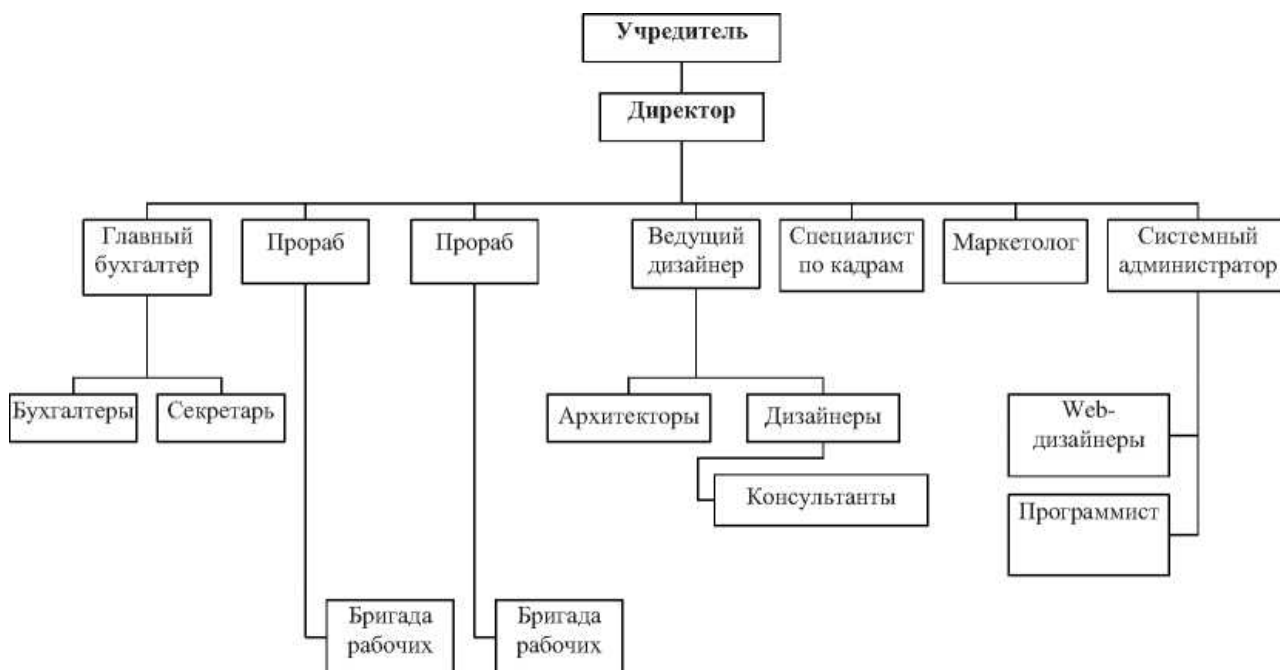 Учредитель
Директор
Главный
бухгалтер
Прораб
Прораб
Ведущий
дизайнер
Специалист
по кадрам
Маркетолог
Системный
администратор
Бухгалтеры
Секретарь
Архитекторы
Дизайнеры
Консультанты
Web-
дизайнеры
Программист
Бригада
рабочих
Бригада
рабочих